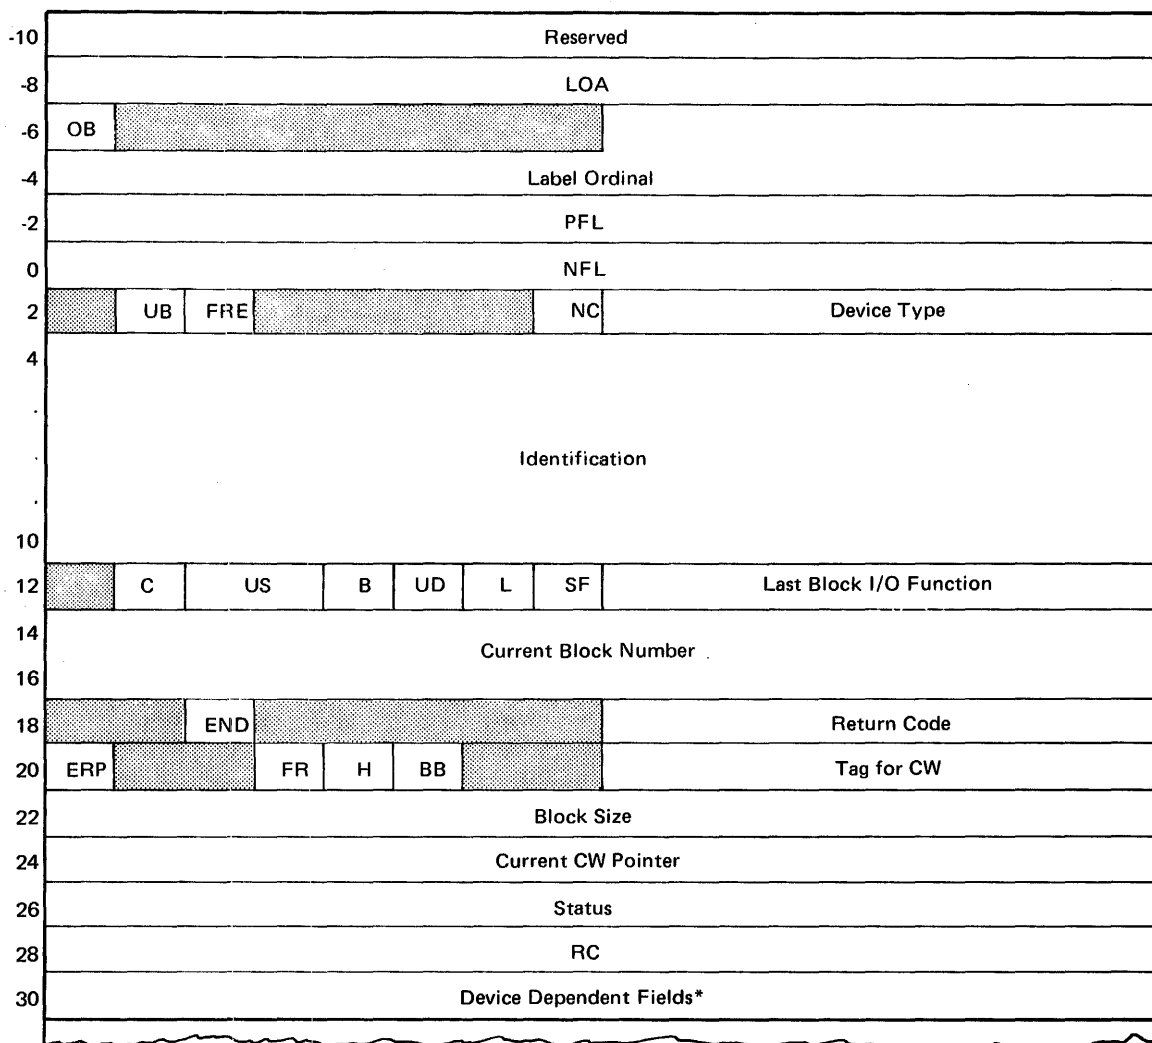 -10 Reserved
-8 LOA
-6 OB
-4 Label Ordinal
-2 PFL
0 NFL
2 UB FRE NC Device Type
4
.
. Identification
.
10
12 C US B UD L SF Last Block I/O Function
14
Current Block Number
16
18 END Return Code
20 ERP FR H BB Tag for CW
22 Block Size
24 Current CW Pointer
26 Status
28 RC
30 Device Dependent Fields*